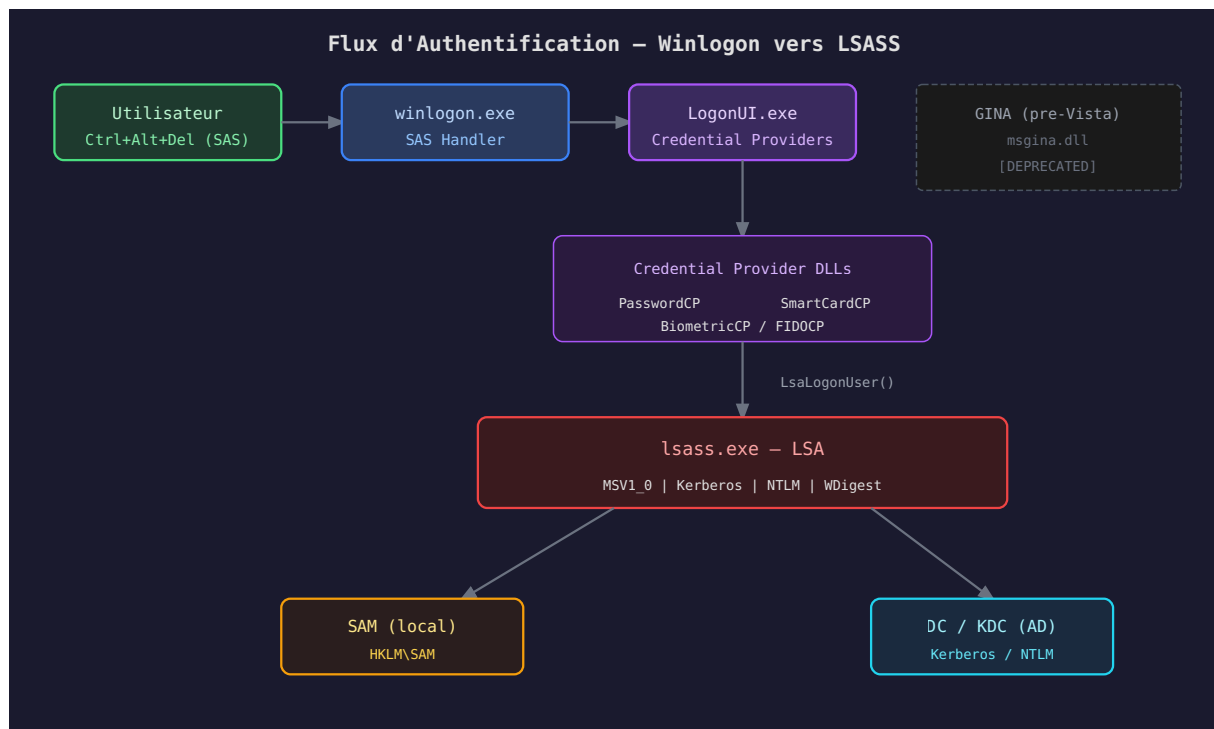 Flux d'Authentification — Winlogon vers LSASS
Utilisateur
Ctrl+Alt+Del (SAS)
winlogon.exe
SAS Handler
LogonUI.exe
Credential Providers
GINA (pre-Vista)
msgina.dll
[DEPRECATED]
Credential Provider DLLs
PasswordCP
SmartCardCP
BiometricCP / FIDOCP
LsaLogonUser()
lsass.exe — LSA
MSV1_0 | Kerberos | NTLM | WDigest
SAM (local)
HKLM\SAM
DC / KDC (AD)
Kerberos / NTLM